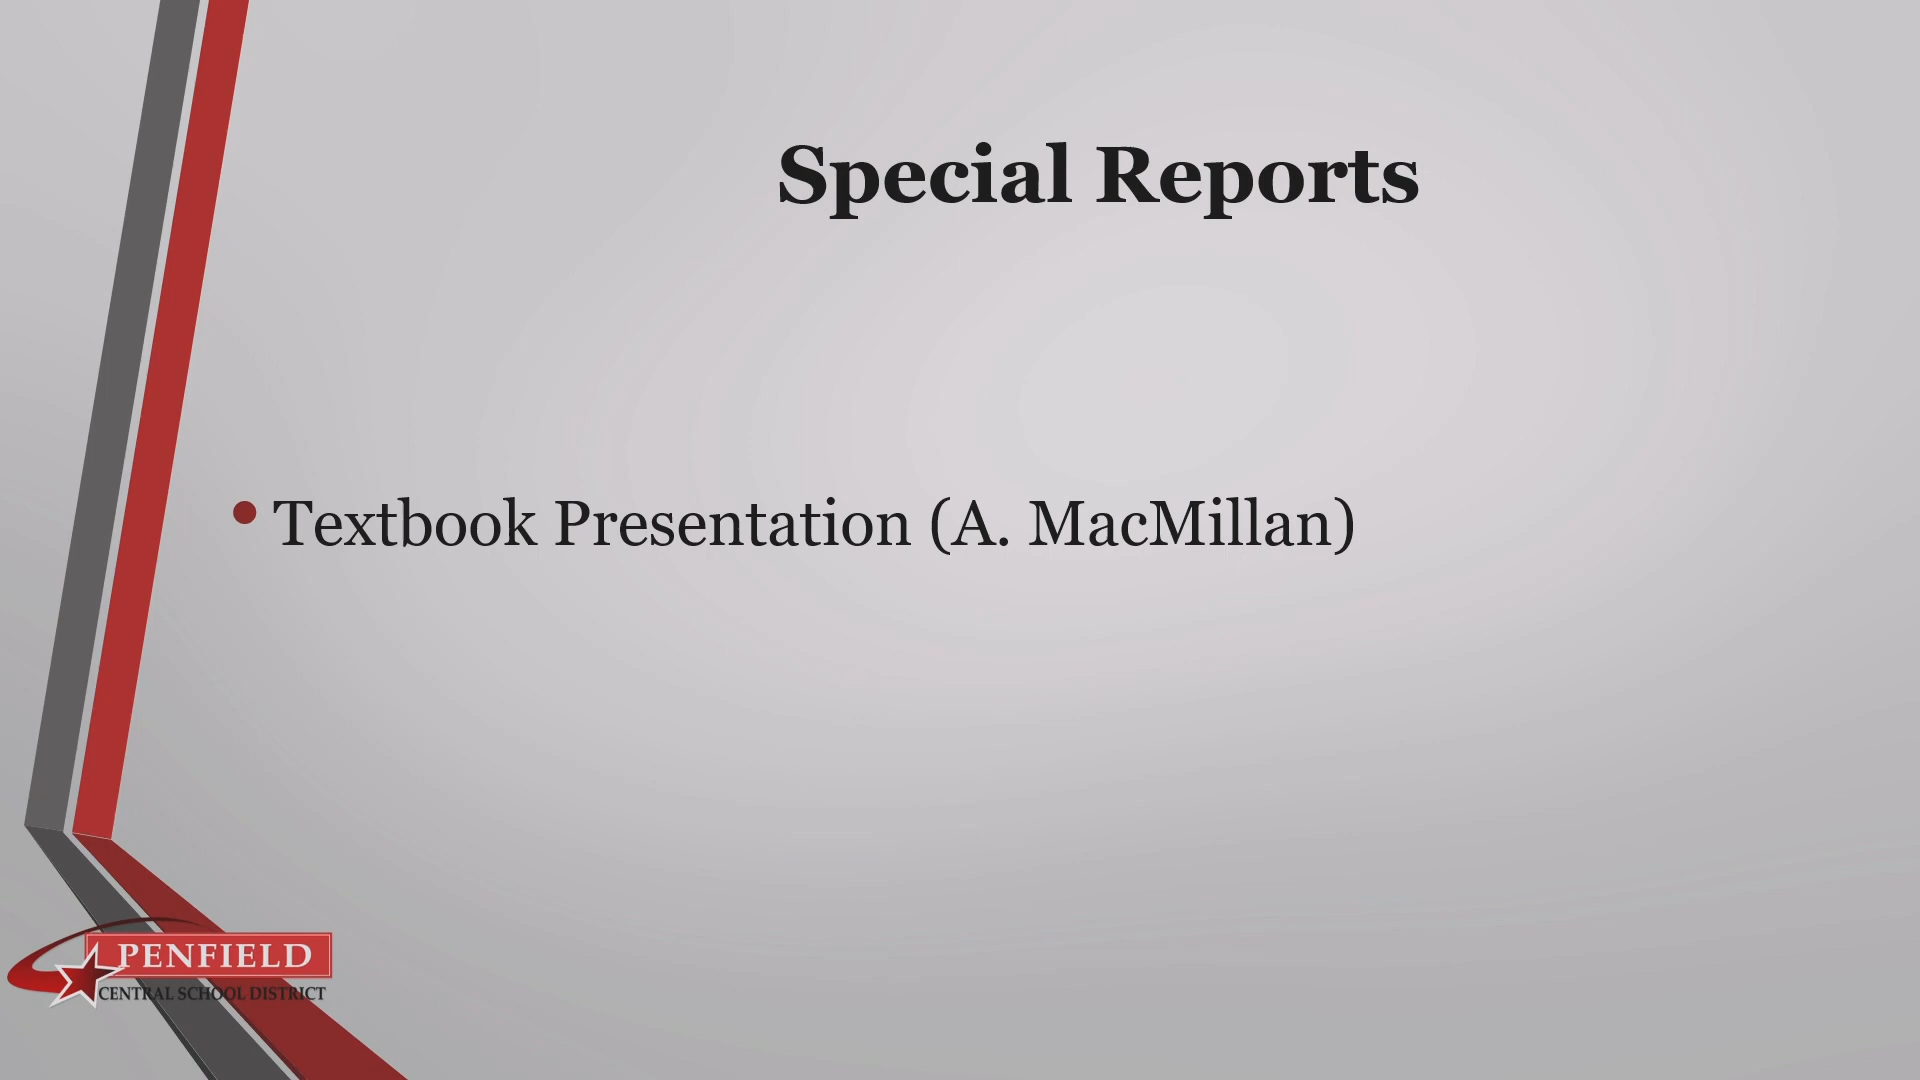 Special Reports
• Textbook Presentation (A. MacMillan)
PENFIELD
CENTRAL SCHOOL DISTRICT